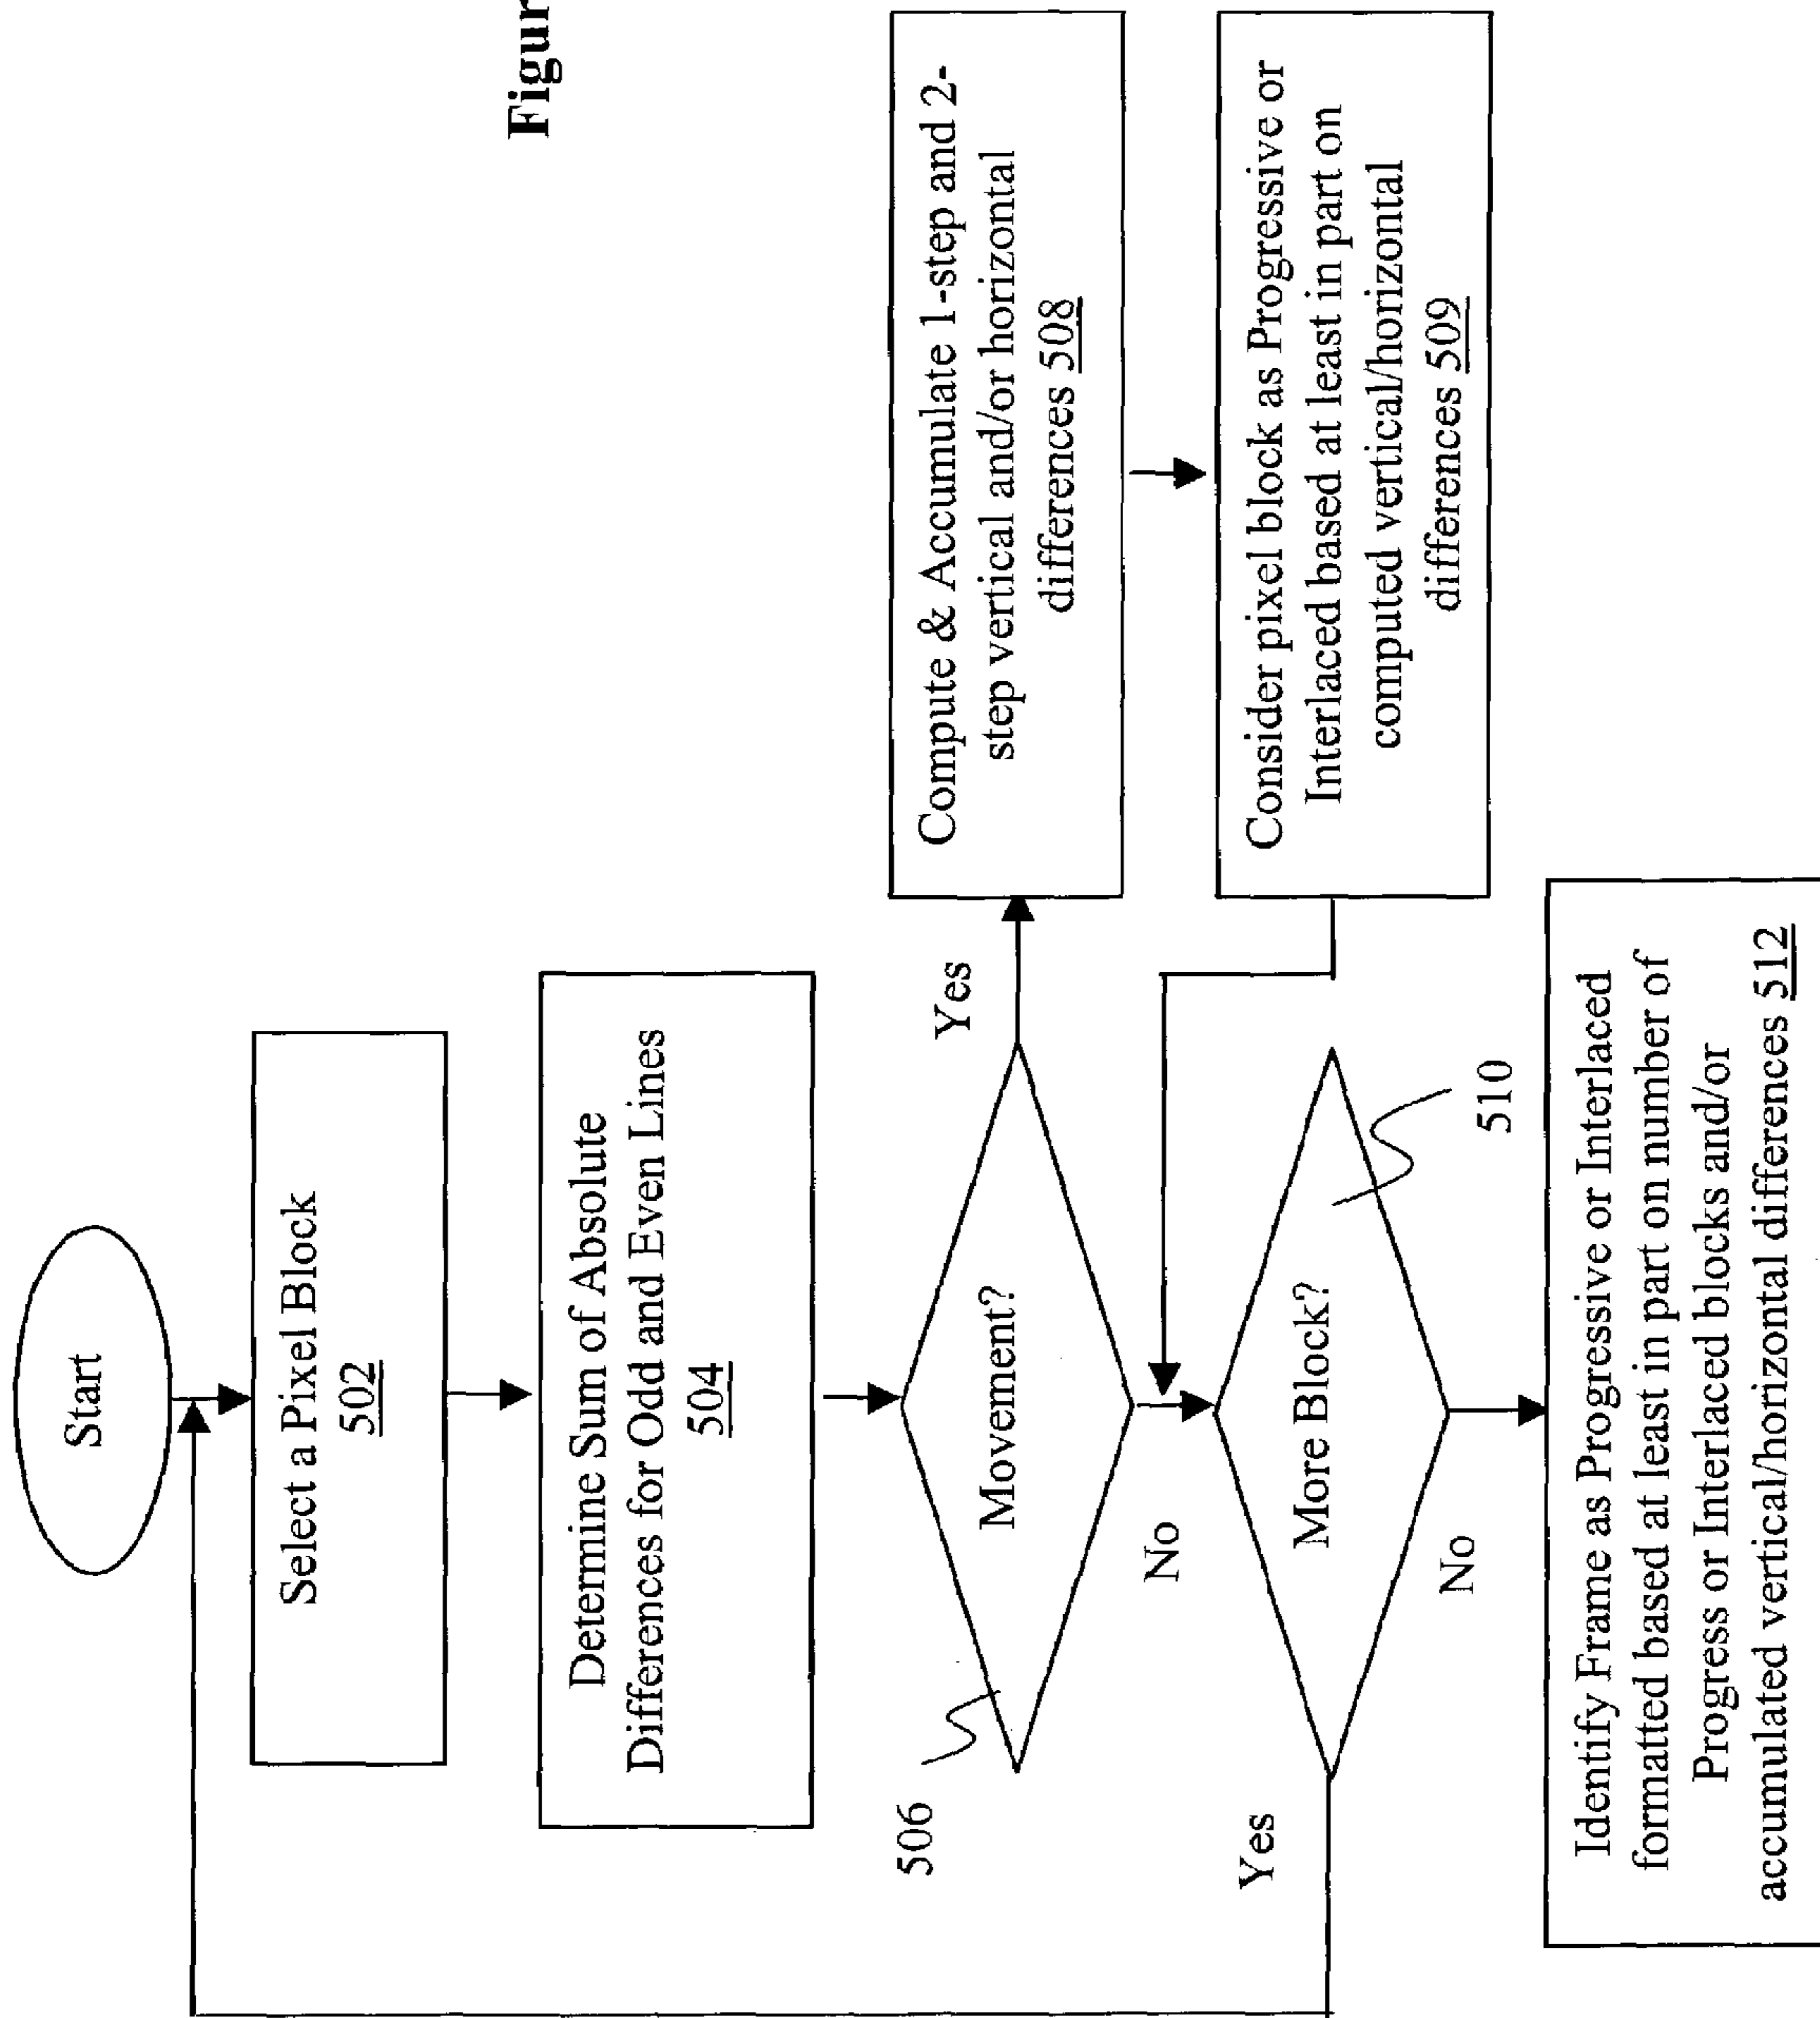 Figur
Start
Select a Pixel Block
502
Determine Sum of Absolute
Differences for Odd and Even Lines
504
506
Movement?
Yes
No
Compute & Accumulate 1-step and 2-
step vertical and/or horizontal
differences 508
Consider pixel block as Progressive or
Interlaced based at least in part on
computed vertical/horizontal
differences 509
More Block?
510
Yes
No
Identify Frame as Progressive or Interlaced
formatted based at least in part on number of
Progress or Interlaced blocks and/or
accumulated vertical/horizontal differences 512